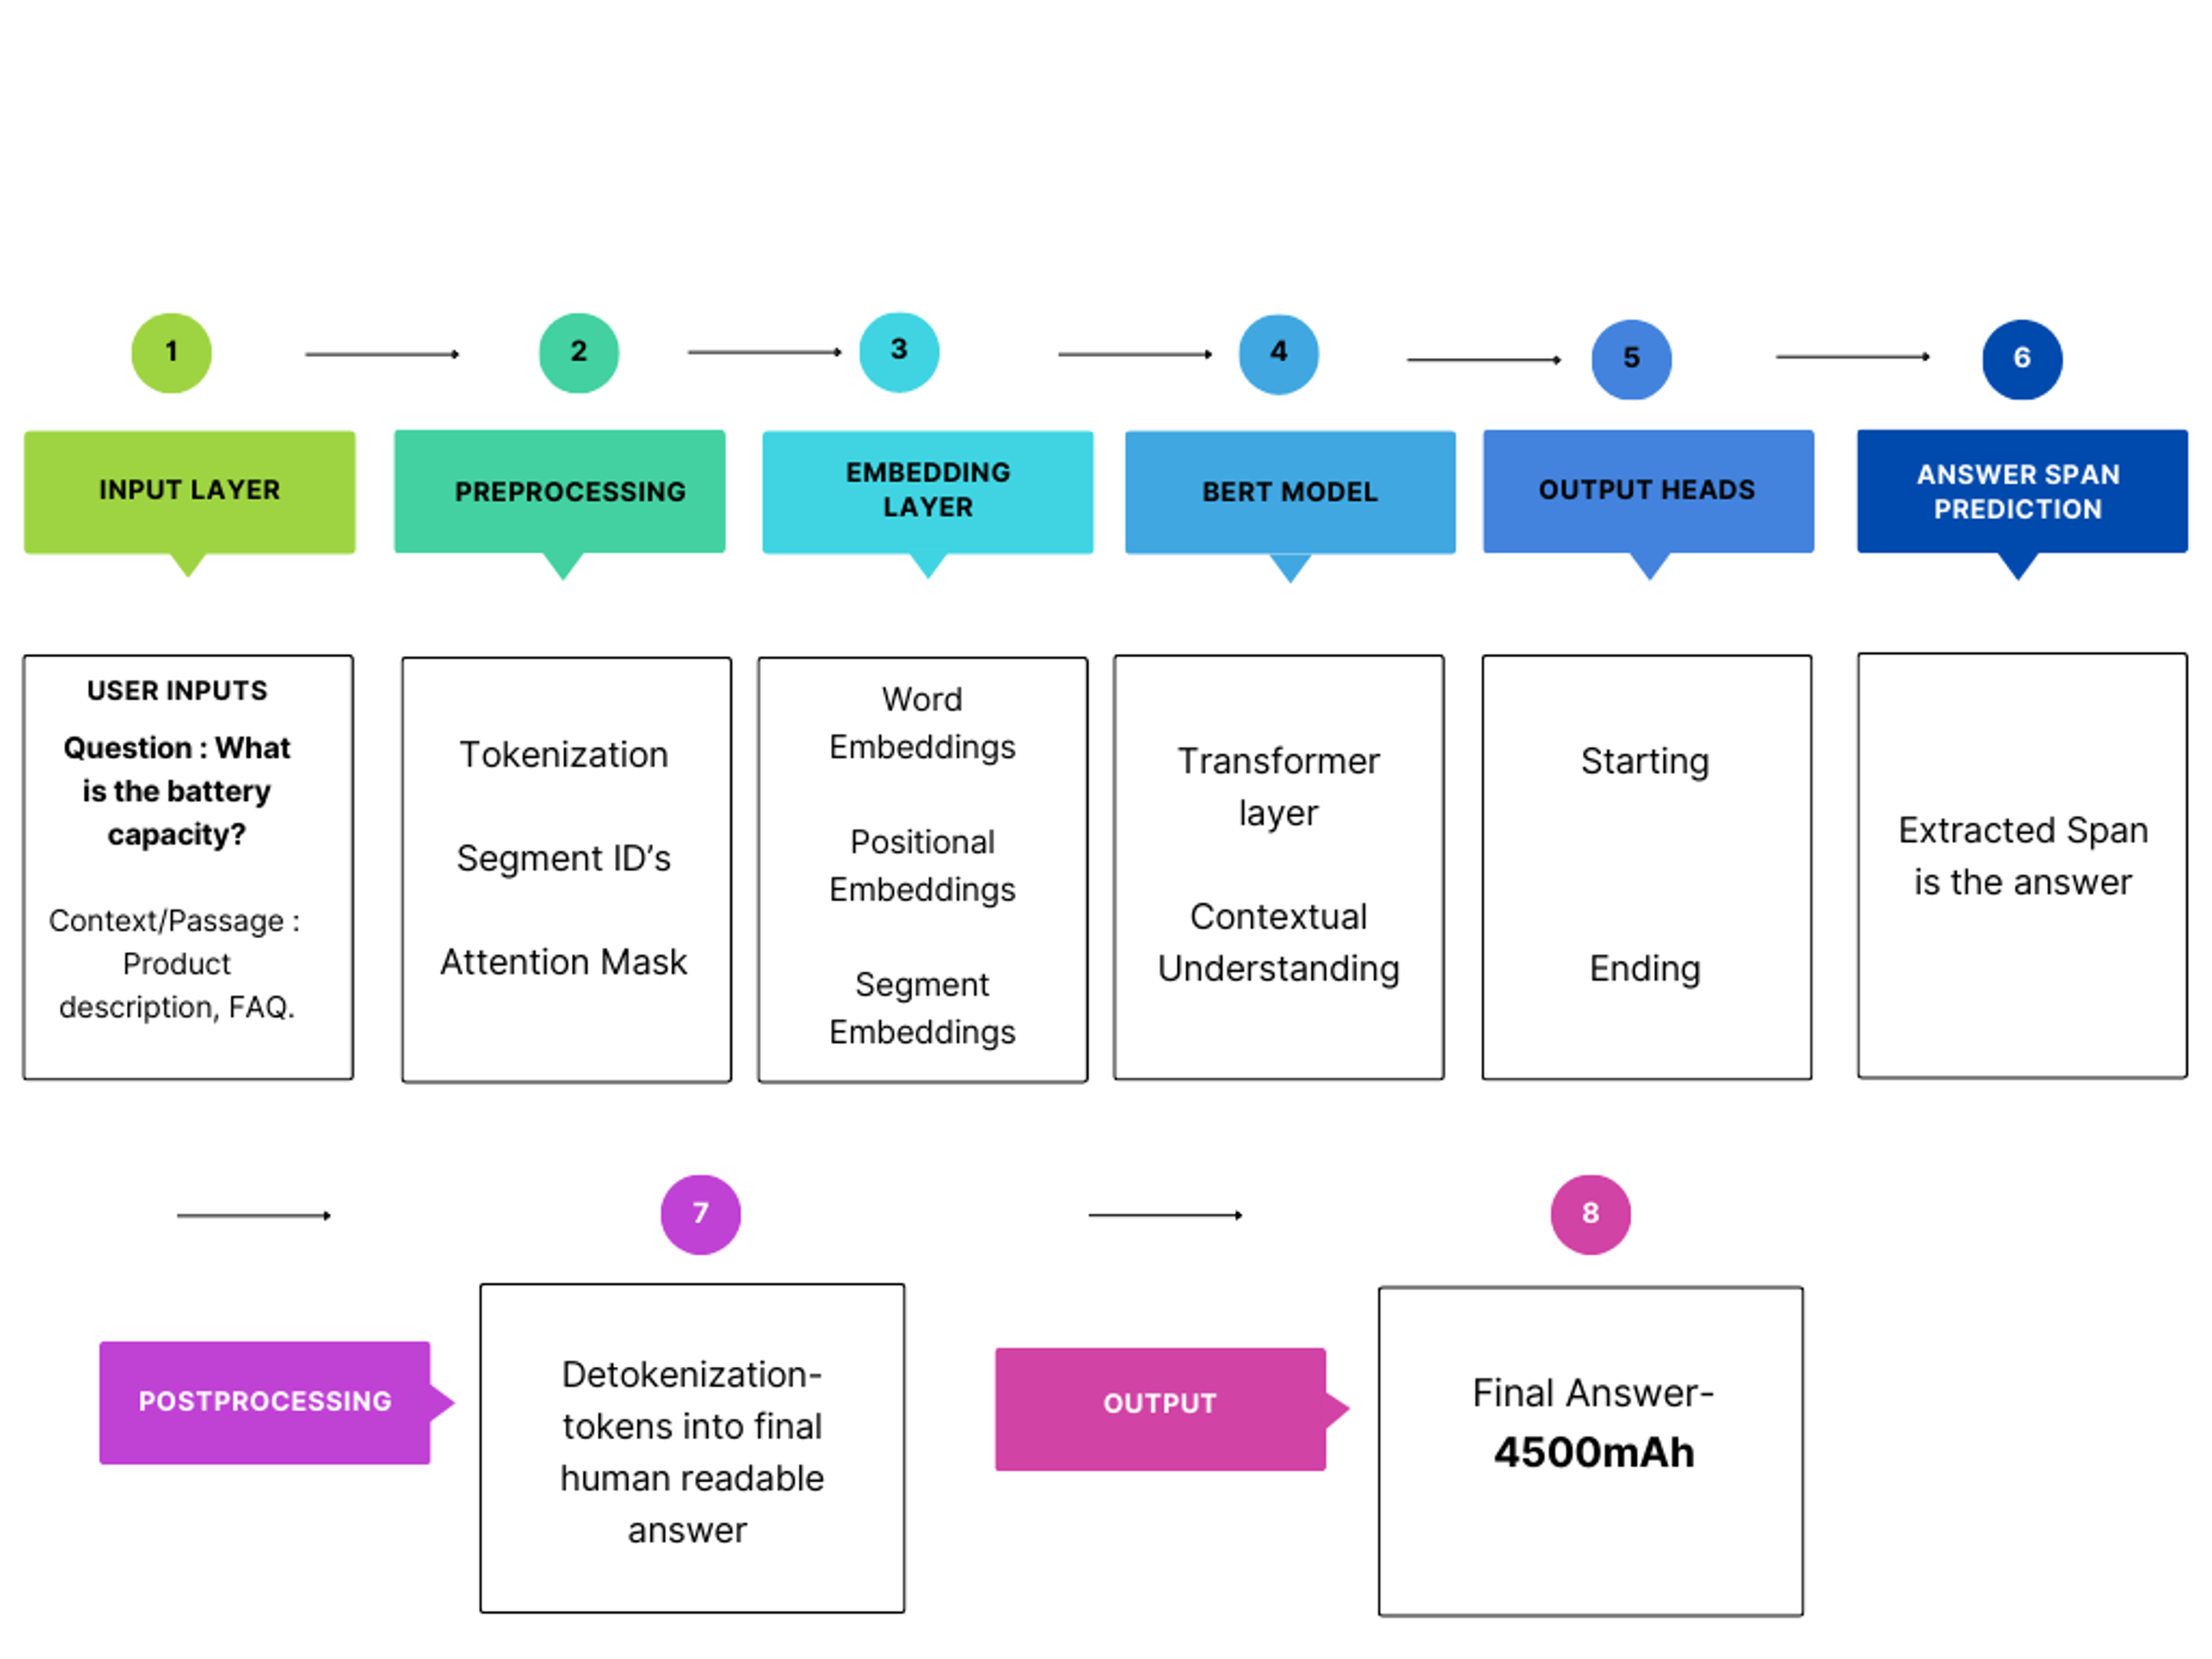 1
2
3
4
5
6
INPUT LAYER
PREPROCESSING
EMBEDDING
LAYER
BERT MODEL
OUTPUT HEADS
ANSWER SPAN
PREDICTION
USER INPUTS
Question : What
is the battery
capacity?
Context/Passage :
Product
description, FAQ.
Tokenization
Segment ID’s
Attention Mask
Word
Embeddings
Positional
Embeddings
Segment
Embeddings
Transformer
layer
Contextual
Understanding
Starting
Ending
Extracted Span
is the answer
7
8
POSTPROCESSING
Detokenization-
tokens into final
human readable
answer
OUTPUT
Final Answer-
4500mAh